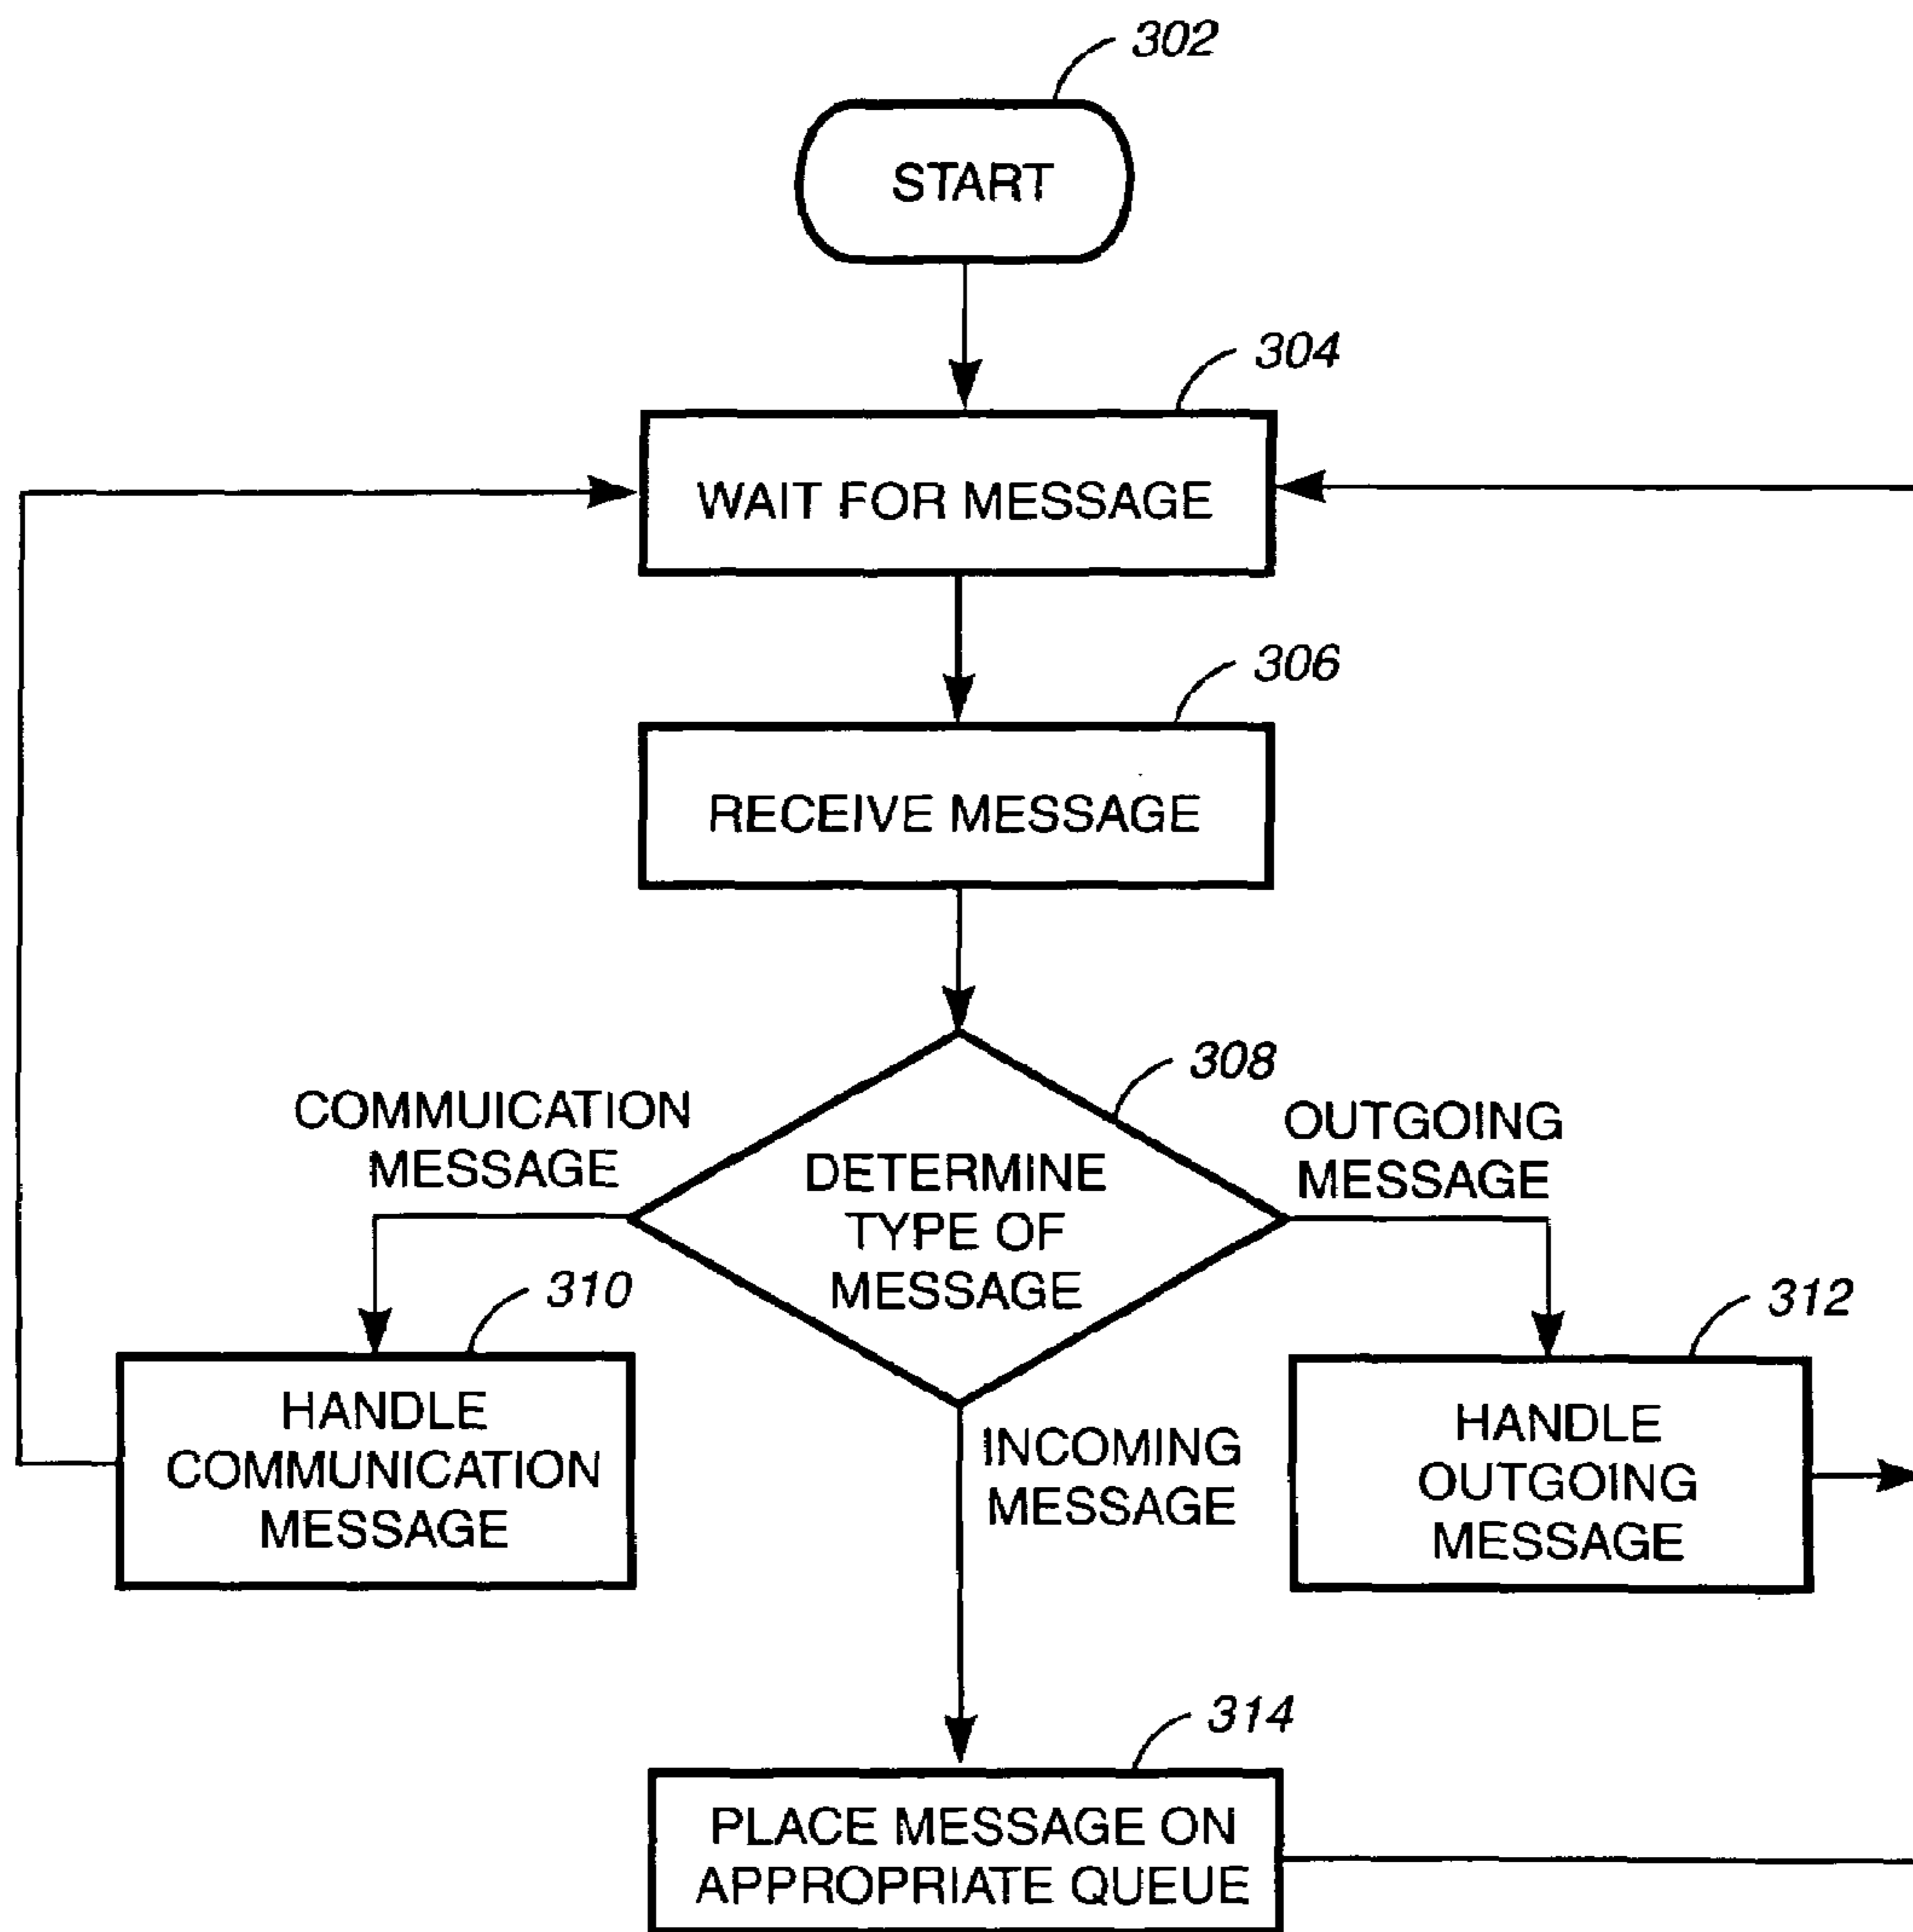 302
START
304
WAIT FOR MESSAGE
306
RECEIVE MESSAGE
308
COMMUICATION
MESSAGE
DETERMINE
TYPE OF
MESSAGE
OUTGOING
MESSAGE
310
HANDLE
COMMUNICATION
MESSAGE
INCOMING
MESSAGE
312
HANDLE
OUTGOING
MESSAGE
314
PLACE MESSAGE ON
APPROPRIATE QUEUE